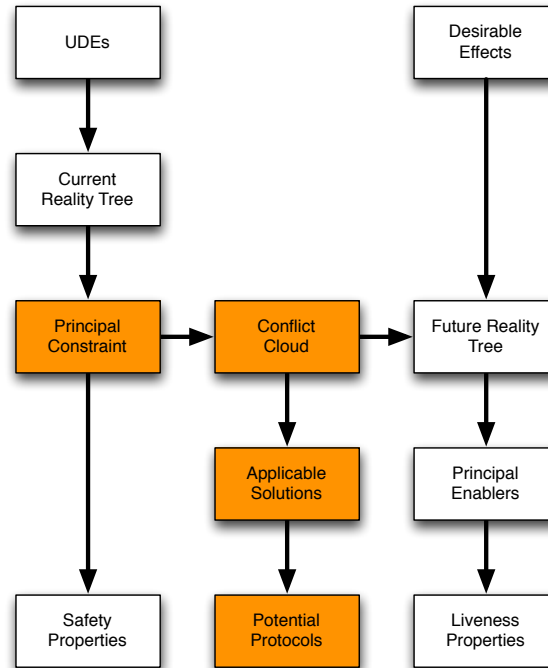 UDEs
Desirable
Effects
Current
Reality Tree
Principal
Constraint
Conflict
Cloud
Future Reality
Tree
Applicable
Solutions
Principal
Enablers
Safety
Properties
Potential
Protocols
Liveness
Properties